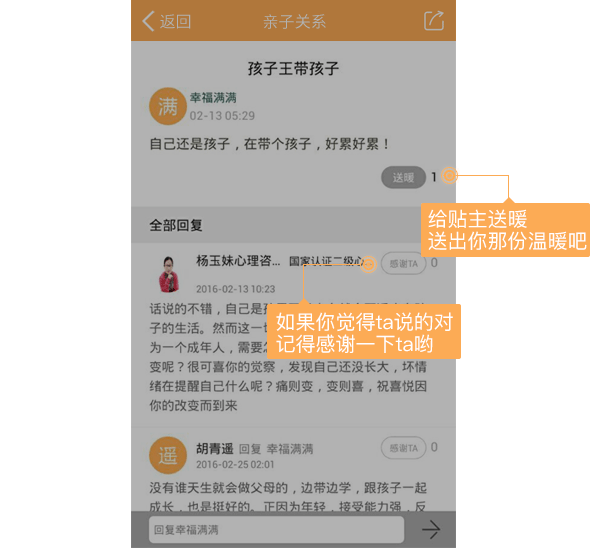 返回
亲子关系
孩子王带孩子
满
幸福满满
02-13 05:29
自己还是孩子，在带个孩子，好累好累！
送暖
1
给贴主送暖
送出你那份温暖吧
全部回复
杨玉妹心理咨... 国家认证二级心...
感谢TA
0
2016-02-13 10:23
话说的不错，自己是孩
子的生活。然而这一
为一个成年人，需要
变呢？很可喜你的觉察，发现自己还没长大，坏情
绪在提醒自己什么呢？痛则变，变则喜，祝喜悦因
你的改变而到来
如果你觉得ta说的对
记得感谢一下ta哟
遥
胡青遥 回复 幸福满满
感谢TA
0
2016-02-25 02:01
没有谁天生就会做父母的，边带边学，跟孩子一起
成长，也是挺好的。正因为年轻，接受能力强，反
回复幸福满满